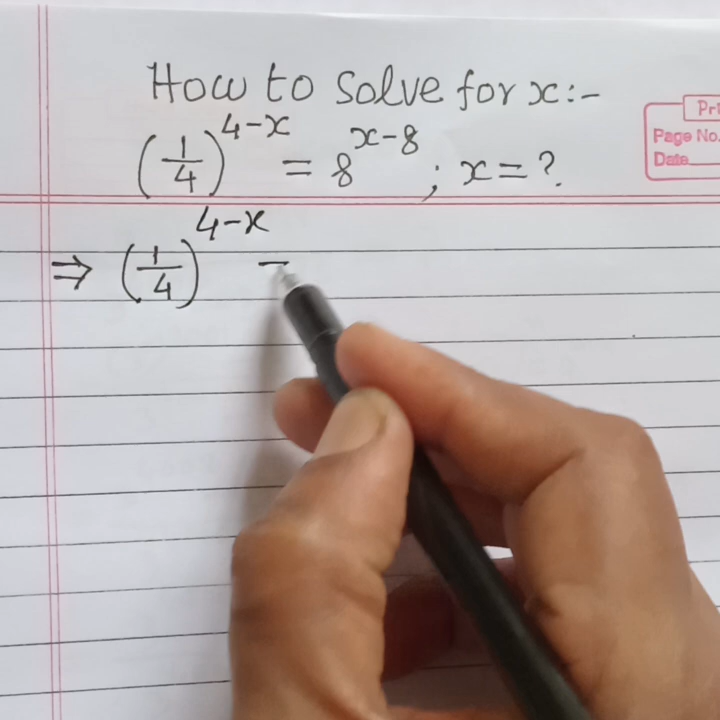 How to solve for x:-
(1/4)^{4-x} = 8^{x-8} ; x = ?
Page No.
Date
⇒ (1/4)^{4-x} =